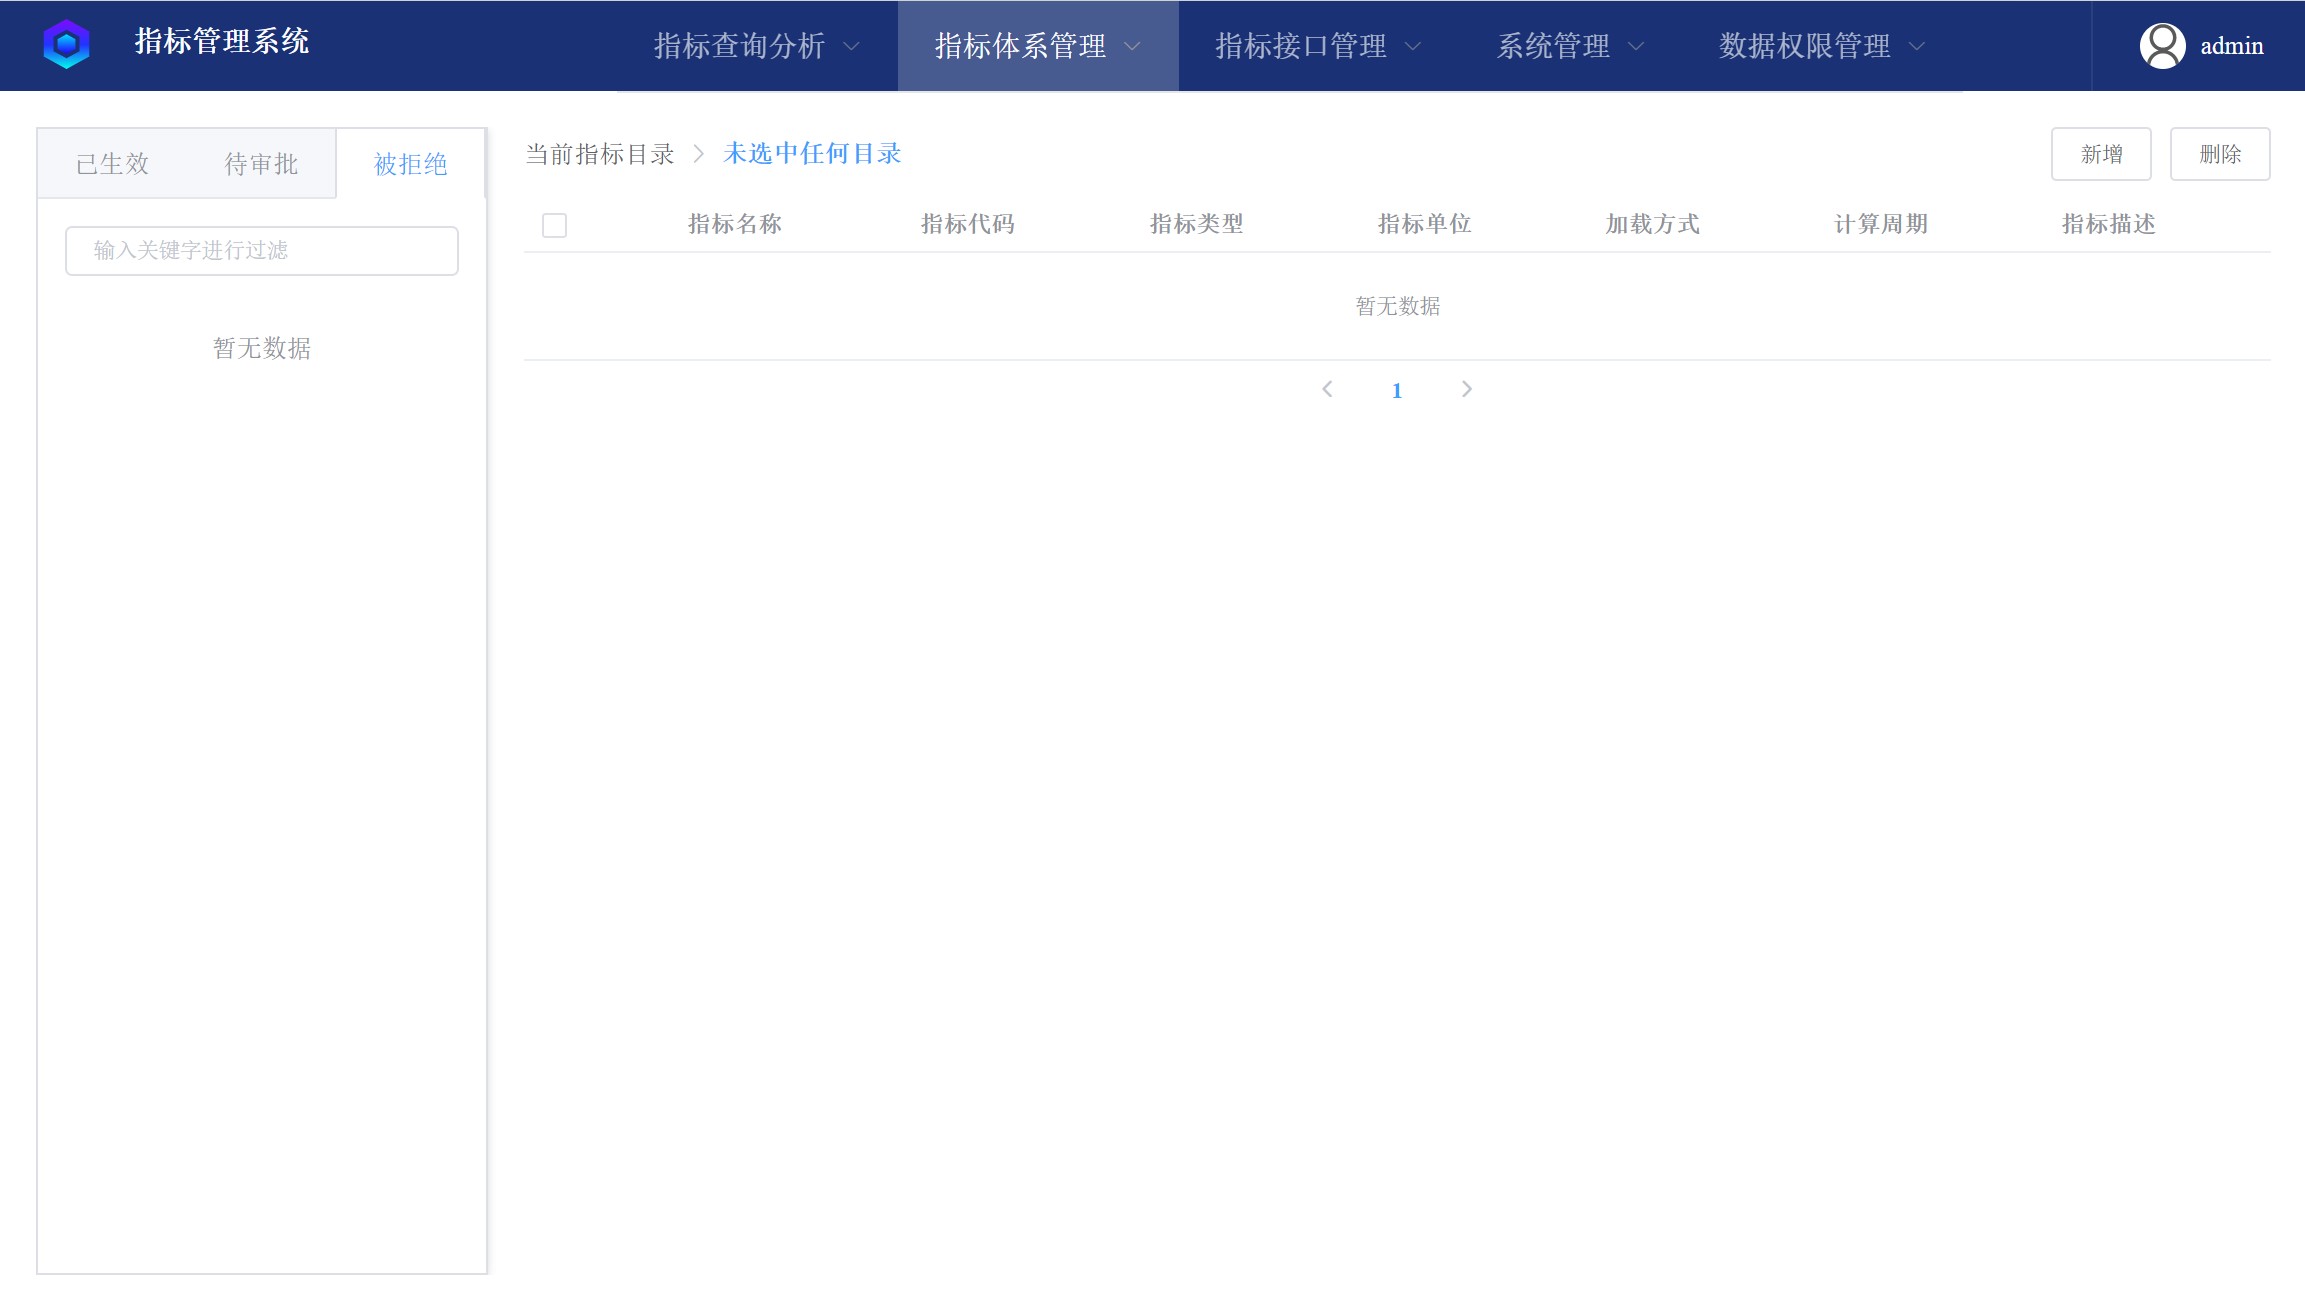 指标管理系统
指标查询分析 指标体系管理 指标接口管理 系统管理 数据权限管理 admin
已生效 待审批 被拒绝
输入关键字进行过滤
暂无数据
当前指标目录 未选中任何目录 新增 删除
指标名称 指标代码 指标类型 指标单位 加载方式 计算周期 指标描述
暂无数据
1